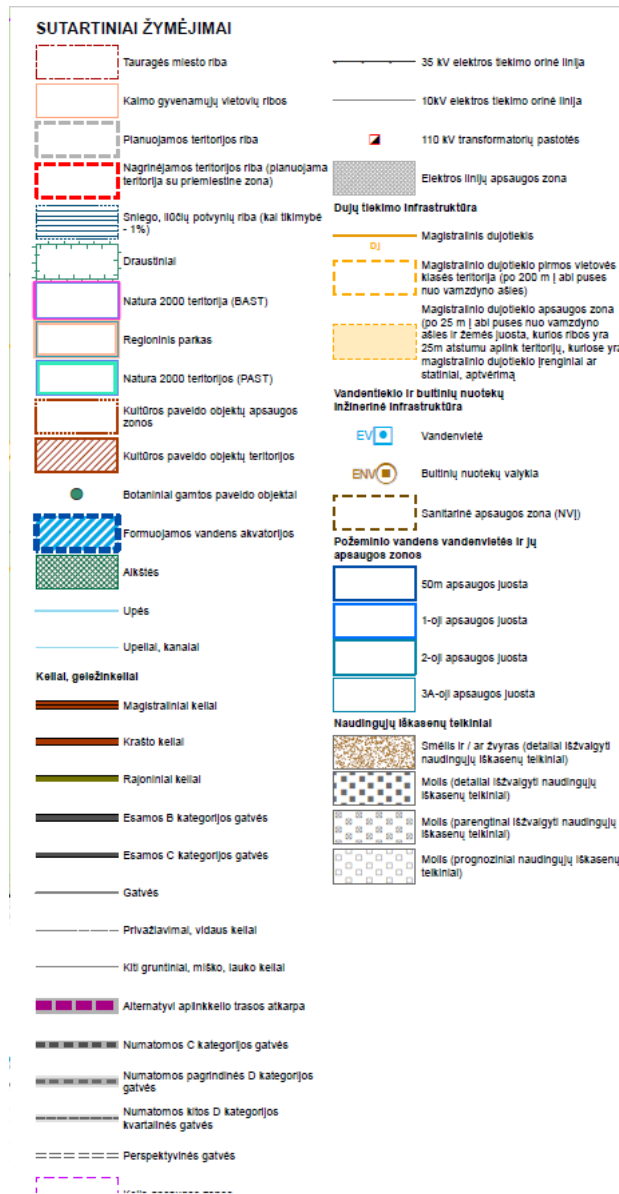 SUTARTINIAI ŽYMĖJIMAI
Tauragės miesto riba
Kaimo gyvenamųjų vietovių ribos
Planuojamos teritorijos riba
Nagrinėjamos teritorijos riba (planuojama
teritorija su priemiestine zona)
Sniego, liūčių potvynių riba (kai tikimybė
- 1%)
Draustiniai
Natura 2000 teritorija (BAST)
Regioninis parkas
Natura 2000 teritorijos (PAST)
Kultūros paveldo objektų apsaugos
zonos
Kultūros paveldo objektų teritorijos
Botaniniai gamtos paveldo objektai
Formuojamos vandens akvatorijos
Aikštės
Upės
Upeliai, kanalai
Keliai, geležinkeliai
Magistraliniai keliai
Krašto keliai
Rajoniniai keliai
Esamos B kategorijos gatvės
Esamos C kategorijos gatvės
Gatvės
Privažiavimai, vidaus keliai
Kiti gruntiniai, miško, lauko keliai
Alternatyvi aplinkkelio trasos atkarpa
Numatomos C kategorijos gatvės
Numatomos pagrindinės D kategorijos
gatvės
Numatomos kitos D kategorijos
kvartalinės gatvės
Perspektyvinės gatvės
35 kV elektros tiekimo orinė linija
10kV elektros tiekimo orinė linija
110 kV transformatorių pastotės
Elektros linijų apsaugos zona
Dujų tiekimo infrastruktūra
DJ
Magistralinis dujotiekis
Magistralinio dujotiekio pirmos vietovės
klasės teritorija (po 200 m į abi puses
nuo vamzdyno ašies)
Magistralinio dujotiekio apsaugos zona
(po 25 m į abi puses nuo vamzdyno
ašies ir žemės juosta, kurios ribos yra
25m atstumu aplink teritorijų, kuriose yra
magistralinio dujotiekio įrenginiai ar
statiniai, aptvėrimą
Vandentiekio ir buitinių nuotekų
inžinerinė infrastruktūra
EV
Vandenvietė
ENV
Buitinių nuotekų valykla
Sanitarinė apsaugos zona (NVĮ)
Požeminio vandens vandenvietės ir jų
apsaugos zonos
50m apsaugos juosta
1-oji apsaugos juosta
2-oji apsaugos juosta
3A-oji apsaugos juosta
Naudingųjų iškasenų telkiniai
Smėlis ir / ar žvyras (detaliai išžvalgyti
naudingųjų iškasenų telkiniai)
Molis (detaliai išžvalgyti naudingųjų
iškasenų telkiniai)
Molis (parengtinai išžvalgyti naudingųjų
iškasenų telkiniai)
Molis (prognoziniai naudingųjų iškasenų
telkiniai)